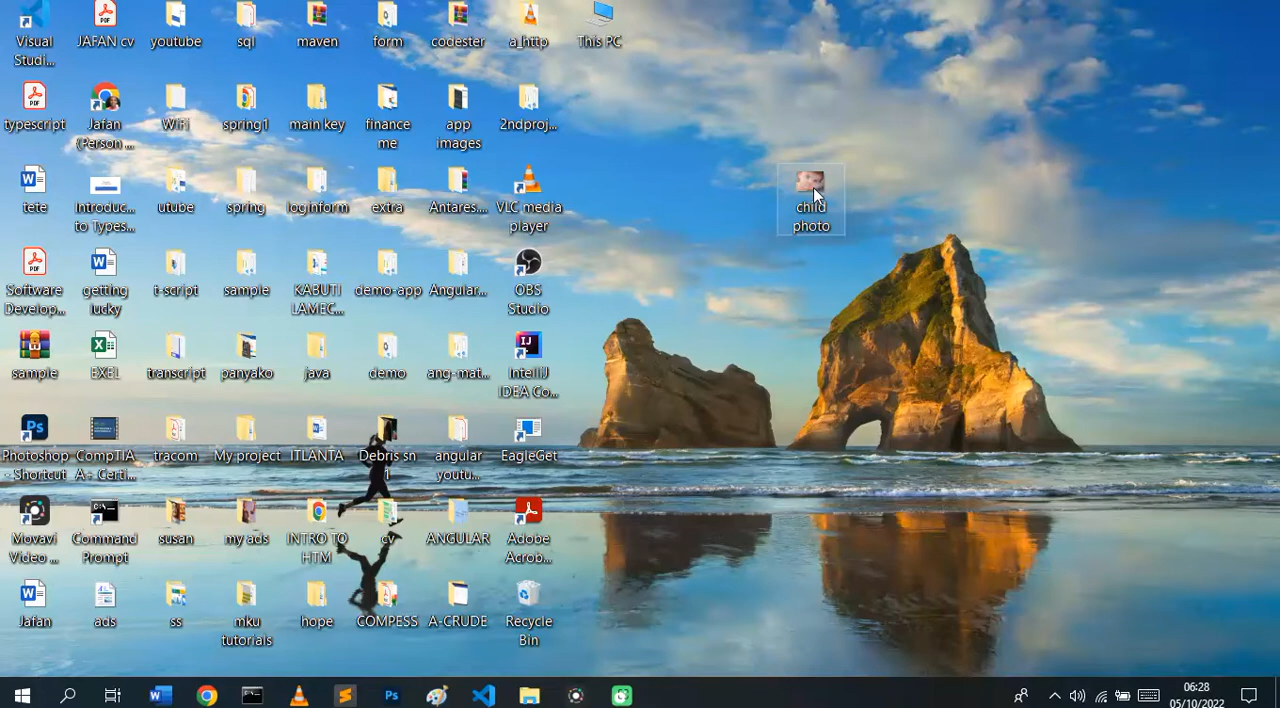 Visual
Studi...
JAFAN cv
youtube
sql
maven
form
codester
a_http
This PC
typescript
Jafan
(Person ...
WiFi
spring1
main key
finance
me
app
images
2ndproj...
tete
Introduc...
to Types...
utube
spring
loginform
extra
Antares....
VLC media
player
child
photo
Software
Develop...
getting
lucky
t-script
sample
KABUTI
LAMEC...
demo-app
Angular...
OBS
Studio
sample
EXEL
transcript
panyako
java
demo
ang-mat...
IntelliJ
IDEA Co...
Photoshop
- Shortcut
CompTIA
A+ Certi...
tracom
My project
ITLANTA
Debris sn
1
angular
youtu...
EagleGet
Movavi
Video ...
Command
Prompt
susan
my ads
INTRO TO
HTM
cv
ANGULAR
Adobe
Acrob...
Jafan
ads
ss
mku
tutorials
hope
COMPESS
A-CRUDE
Recycle
Bin
06:28
05/10/2022